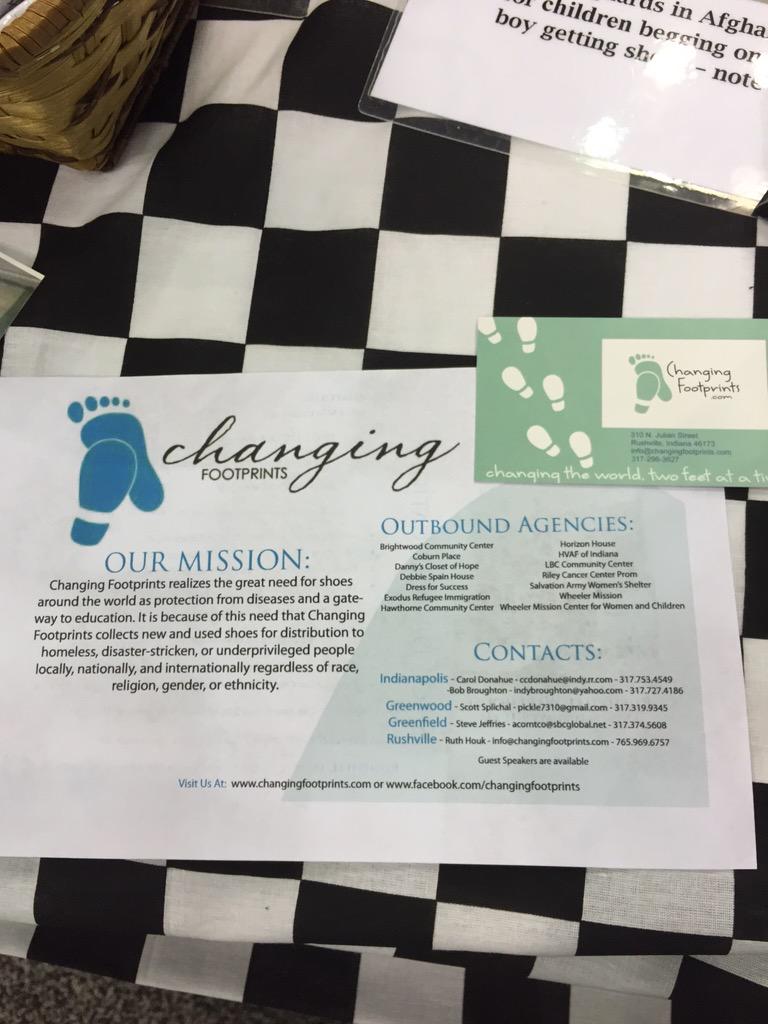 in Afgha
children begging on
boy getting – note
Changing
Footprints
.com
310 N. Julian Street
Rushville, Indiana 46173
info@changingfootprints.com
317-296-3627
changing the world, two feet at a ti
changing
FOOTPRINTS
OUR MISSION:
Changing Footprints realizes the great need for shoes
around the world as protection from diseases and a gate-
way to education. It is because of this need that Changing
Footprints collects new and used shoes for distribution to
homeless, disaster-stricken, or underprivileged people
locally, nationally, and internationally regardless of race,
religion, gender, or ethnicity.
OUTBOUND AGENCIES:
Brightwood Community Center
Coburn Place
Danny's Closet of Hope
Debbie Spain House
Dress for Success
Exodus Refugee Immigration
Hawthorne Community Center
Horizon House
HVAF of Indiana
LBC Community Center
Riley Cancer Center Prom
Salvation Army Women's Shelter
Wheeler Mission
Wheeler Mission Center for Women and Children
CONTACTS:
Indianapolis - Carol Donahue - ccdonahue@indy.rr.com - 317.753.4549
-Bob Broughton - indybroughton@yahoo.com - 317.727.4186
Greenwood - Scott Splichal - pickle7310@gmail.com - 317.319.9345
Greenfield - Steve Jeffries - acorntco@sbcglobal.net - 317.374.5608
Rushville - Ruth Houk - info@changingfootprints.com - 765.969.6757
Guest Speakers are available
Visit Us At: www.changingfootprints.com or www.facebook.com/changingfootprints